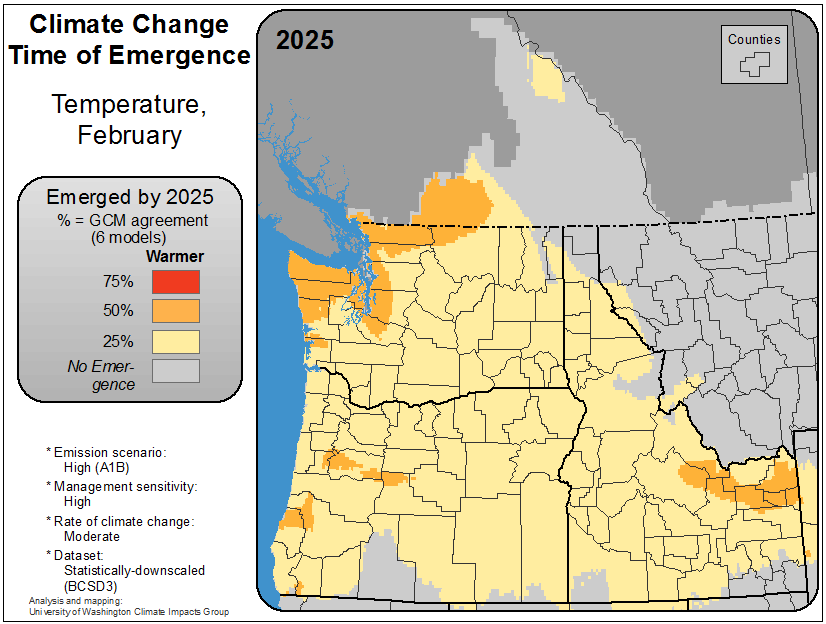 Climate Change
Time of Emergence
Temperature,
February
Emerged by 2025
% = GCM agreement
(6 models)
Warmer
75%
50%
25%
No Emer-
gence
* Emission scenario:
High (A1B)
* Management sensitivity:
High
* Rate of climate change:
Moderate
* Dataset:
Statistically-downscaled
(BCSD3)
Analysis and mapping:
University of Washington Climate Impacts Group
2025
Counties